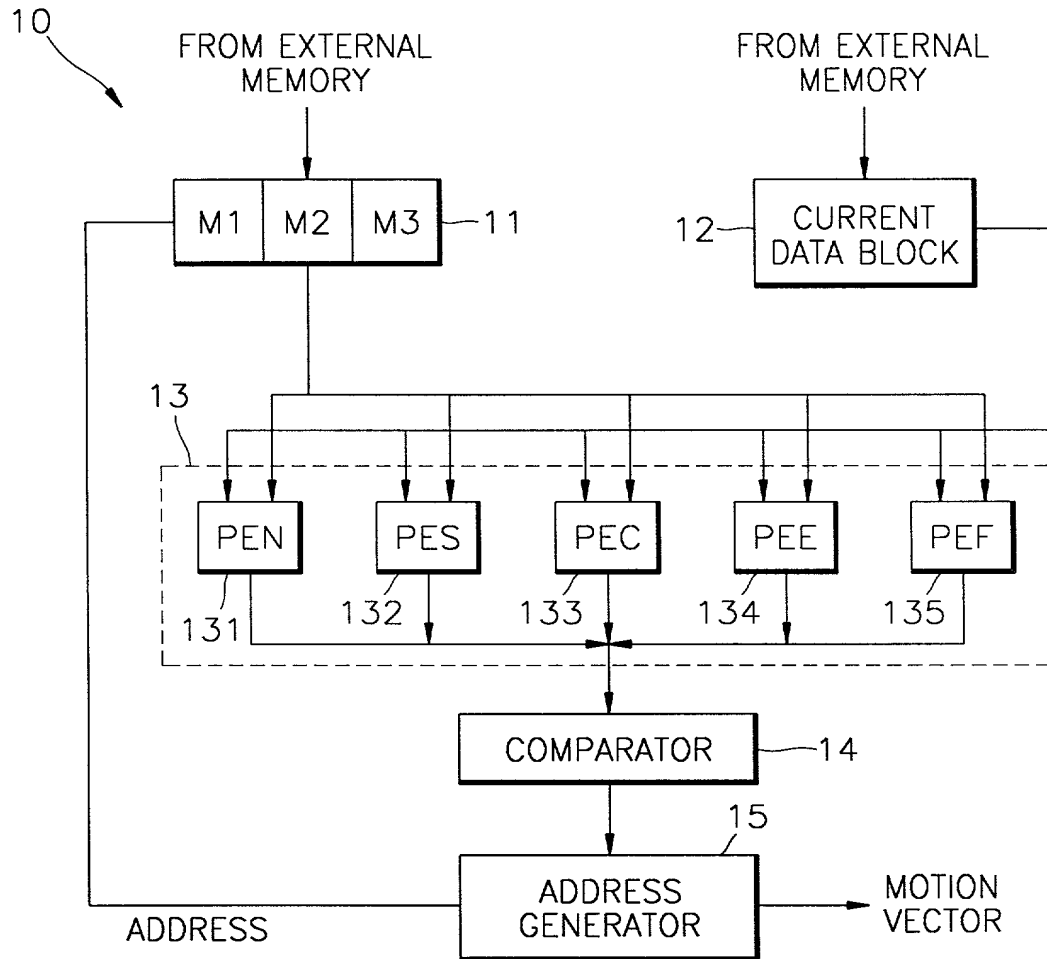 10
FROM EXTERNAL
MEMORY
FROM EXTERNAL
MEMORY
M1 M2 M3
11
12
CURRENT
DATA BLOCK
13
PEN PES PEC PEE PEF
131 132 133 134 135
COMPARATOR
14
15
ADDRESS
GENERATOR
MOTION
VECTOR
ADDRESS